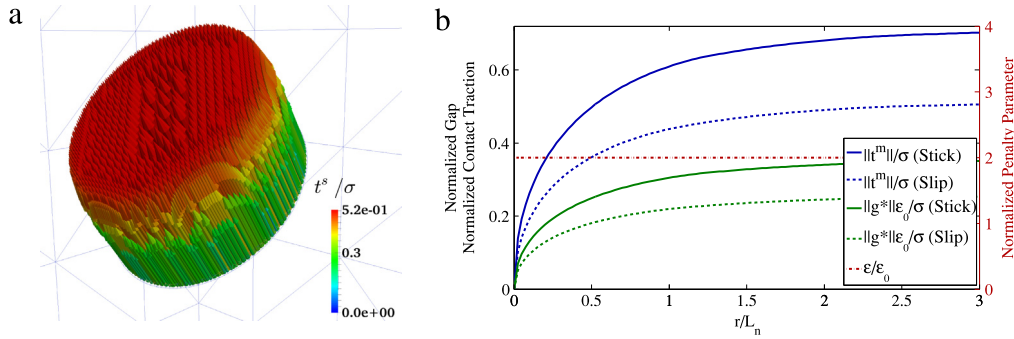 a
t^s /σ
5.2e-01
0.3
0.0e+00
b
Normalized Gap
Normalized Contact Traction
0.6
0.4
0.2
0
0
0.5
1
1.5
2
2.5
3
r/L_n
4
3
2
1
0
Normalized Penalty Parameter
||t^m||/σ (Stick)
||t^m||/σ (Slip)
||g*||ε_0/σ (Stick)
||g*||ε_0/σ (Slip)
ε/ε_0